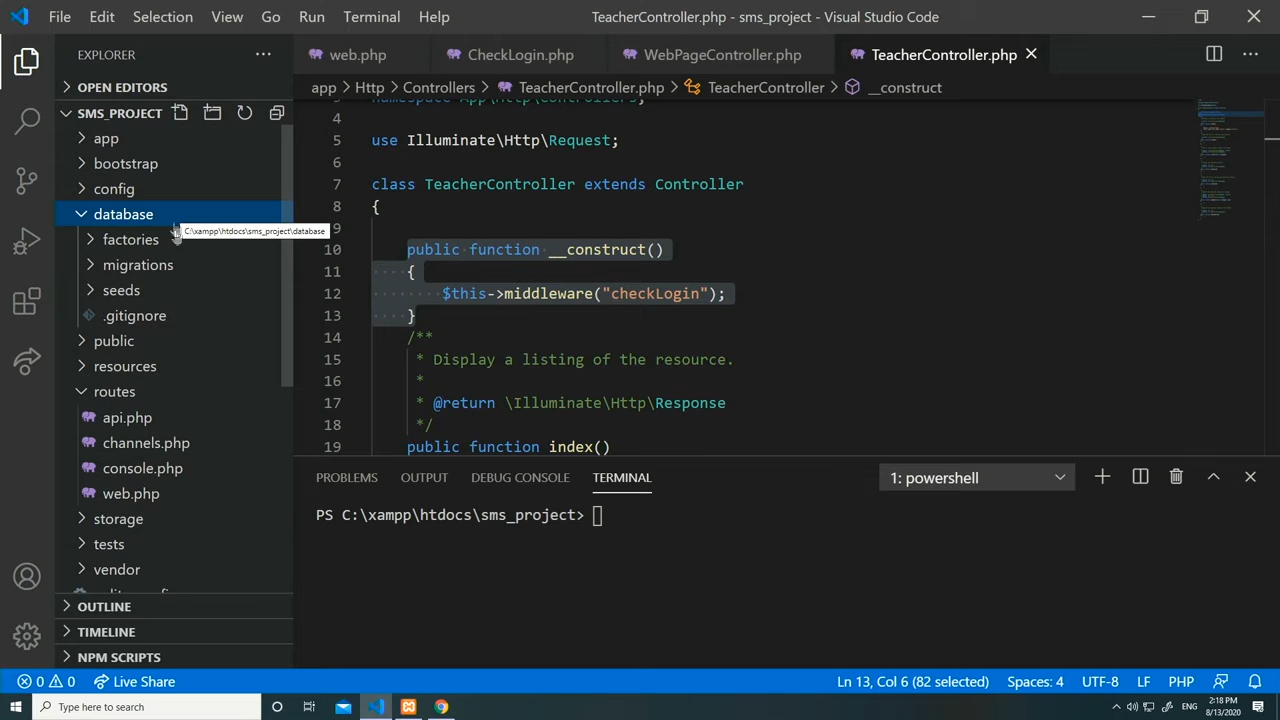 File Edit Selection View Go Run Terminal Help TeacherController.php - sms_project - Visual Studio Code
EXPLORER
web.php CheckLogin.php WebPageController.php TeacherController.php
OPEN EDITORS
app > Http > Controllers > TeacherController.php > TeacherController > __construct
SMS_PROJECT
app
bootstrap
config
database
C:\xampp\htdocs\sms_project\database
factories
migrations
seeds
.gitignore
public
resources
routes
api.php
channels.php
console.php
web.php
storage
tests
vendor
OUTLINE
TIMELINE
NPM SCRIPTS
namespace App\Http\Controllers;
4
5 use Illuminate\Http\Request;
6
7 class TeacherController extends Controller
8 {
9
10 public function __construct()
11 {
12 $this->middleware("checkLogin");
13 }
14 /**
15 * Display a listing of the resource.
16 *
17 * @return \Illuminate\Http\Response
18 */
19 public function index()
PROBLEMS OUTPUT DEBUG CONSOLE TERMINAL 1: powershell
PS C:\xampp\htdocs\sms_project>
0 0 Live Share Ln 13, Col 6 (82 selected) Spaces: 4 UTF-8 LF PHP
Type here to search
ENG
2:18 PM
8/13/2020